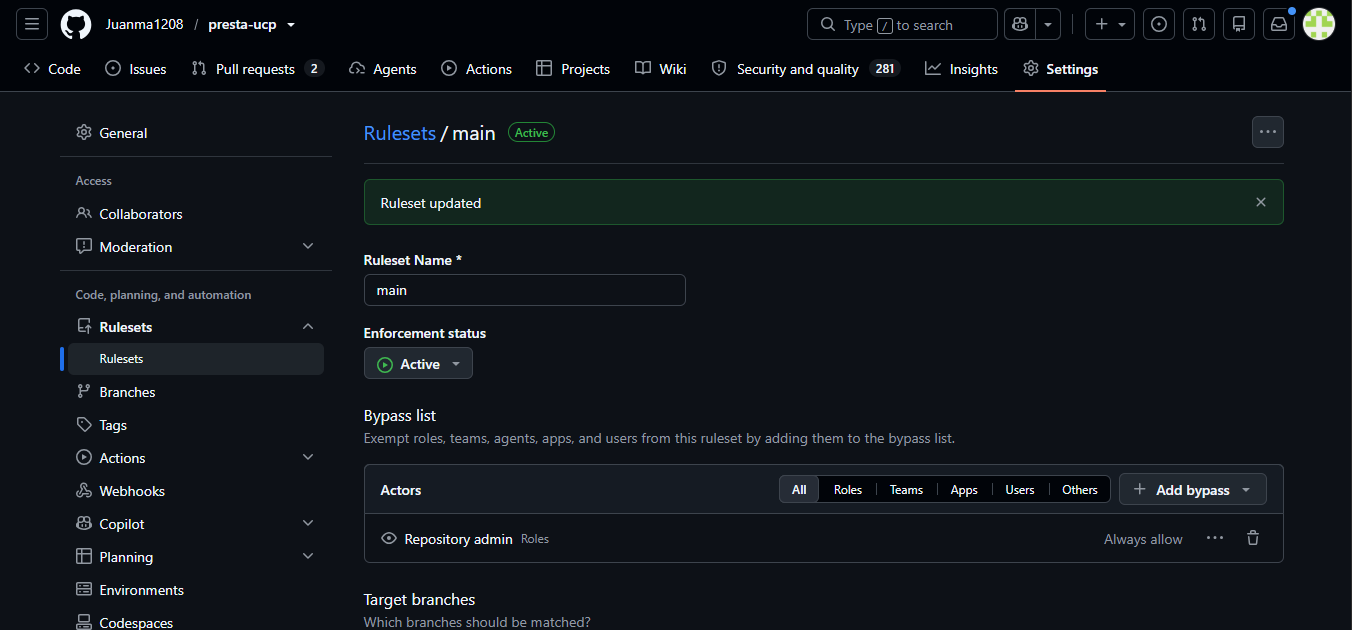 Juanma1208 / presta-ucp
Type / to search
Code Issues Pull requests 2 Agents Actions Projects Wiki Security and quality 281 Insights Settings
General
Access
Collaborators
Moderation
Code, planning, and automation
Rulesets
Rulesets
Branches
Tags
Actions
Webhooks
Copilot
Planning
Environments
Codespaces
Rulesets / main Active
Ruleset updated
Ruleset Name *
main
Enforcement status
Active
Bypass list
Exempt roles, teams, agents, apps, and users from this ruleset by adding them to the bypass list.
Actors All Roles Teams Apps Users Others Add bypass
Repository admin Roles Always allow
Target branches
Which branches should be matched?